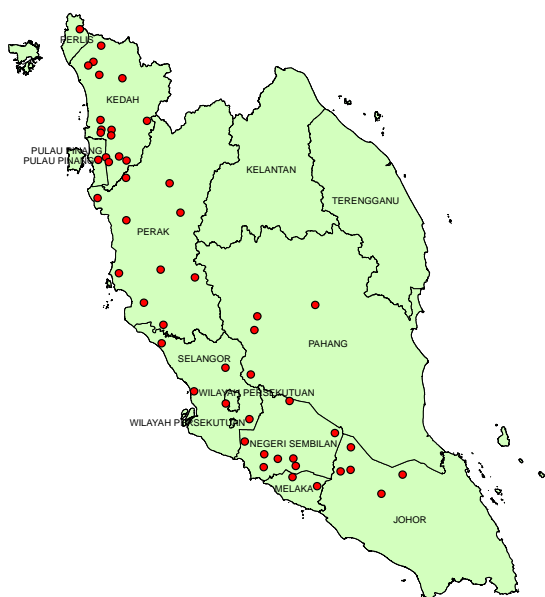 PERLIS
KEDAH
PULAU PINANG
PULAU PINANG
KELANTAN
TERENGGANU
PERAK
PAHANG
SELANGOR
WILAYAH PERSEKUTUAN
WILAYAH PERSEKUTUAN
NEGERI SEMBILAN
MELAKA
JOHOR